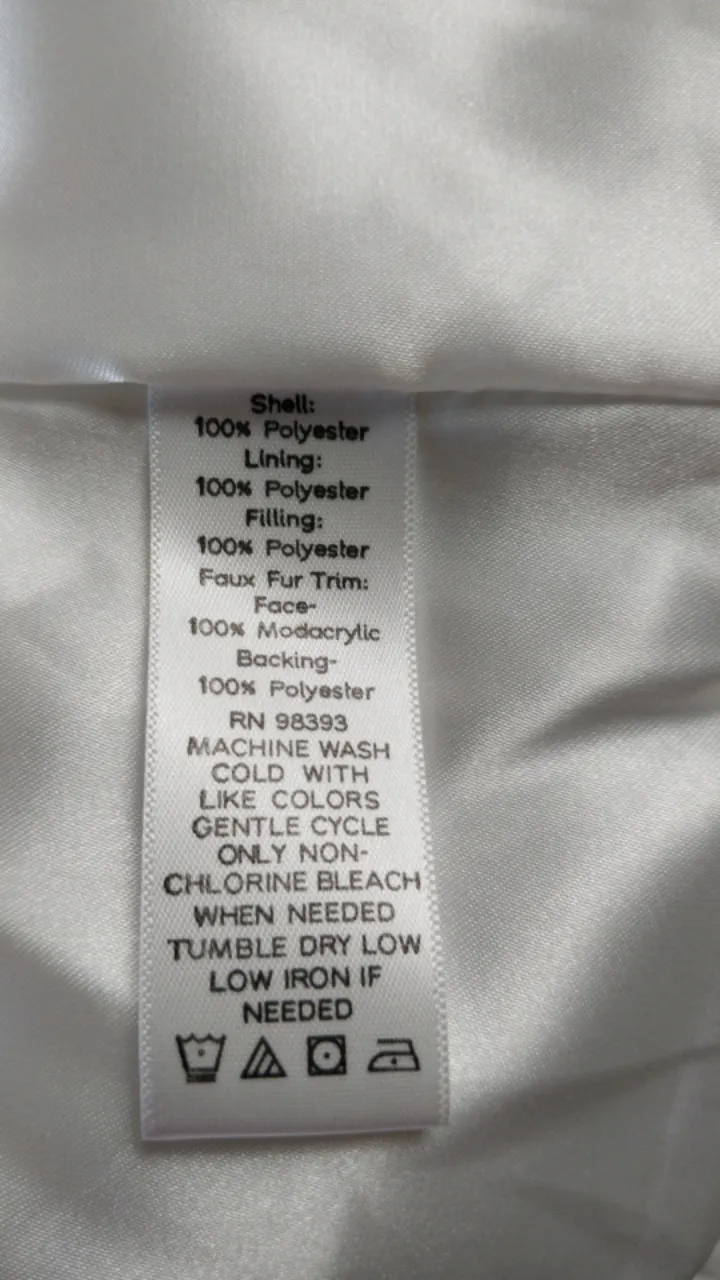 Shell:
100% Polyester
Lining:
100% Polyester
Filling:
100% Polyester
Faux Fur Trim:
Face-
100% Modacrylic
Backing-
100% Polyester
RN 98393
MACHINE WASH
COLD WITH
LIKE COLORS
GENTLE CYCLE
ONLY NON-
CHLORINE BLEACH
WHEN NEEDED
TUMBLE DRY LOW
LOW IRON IF
NEEDED